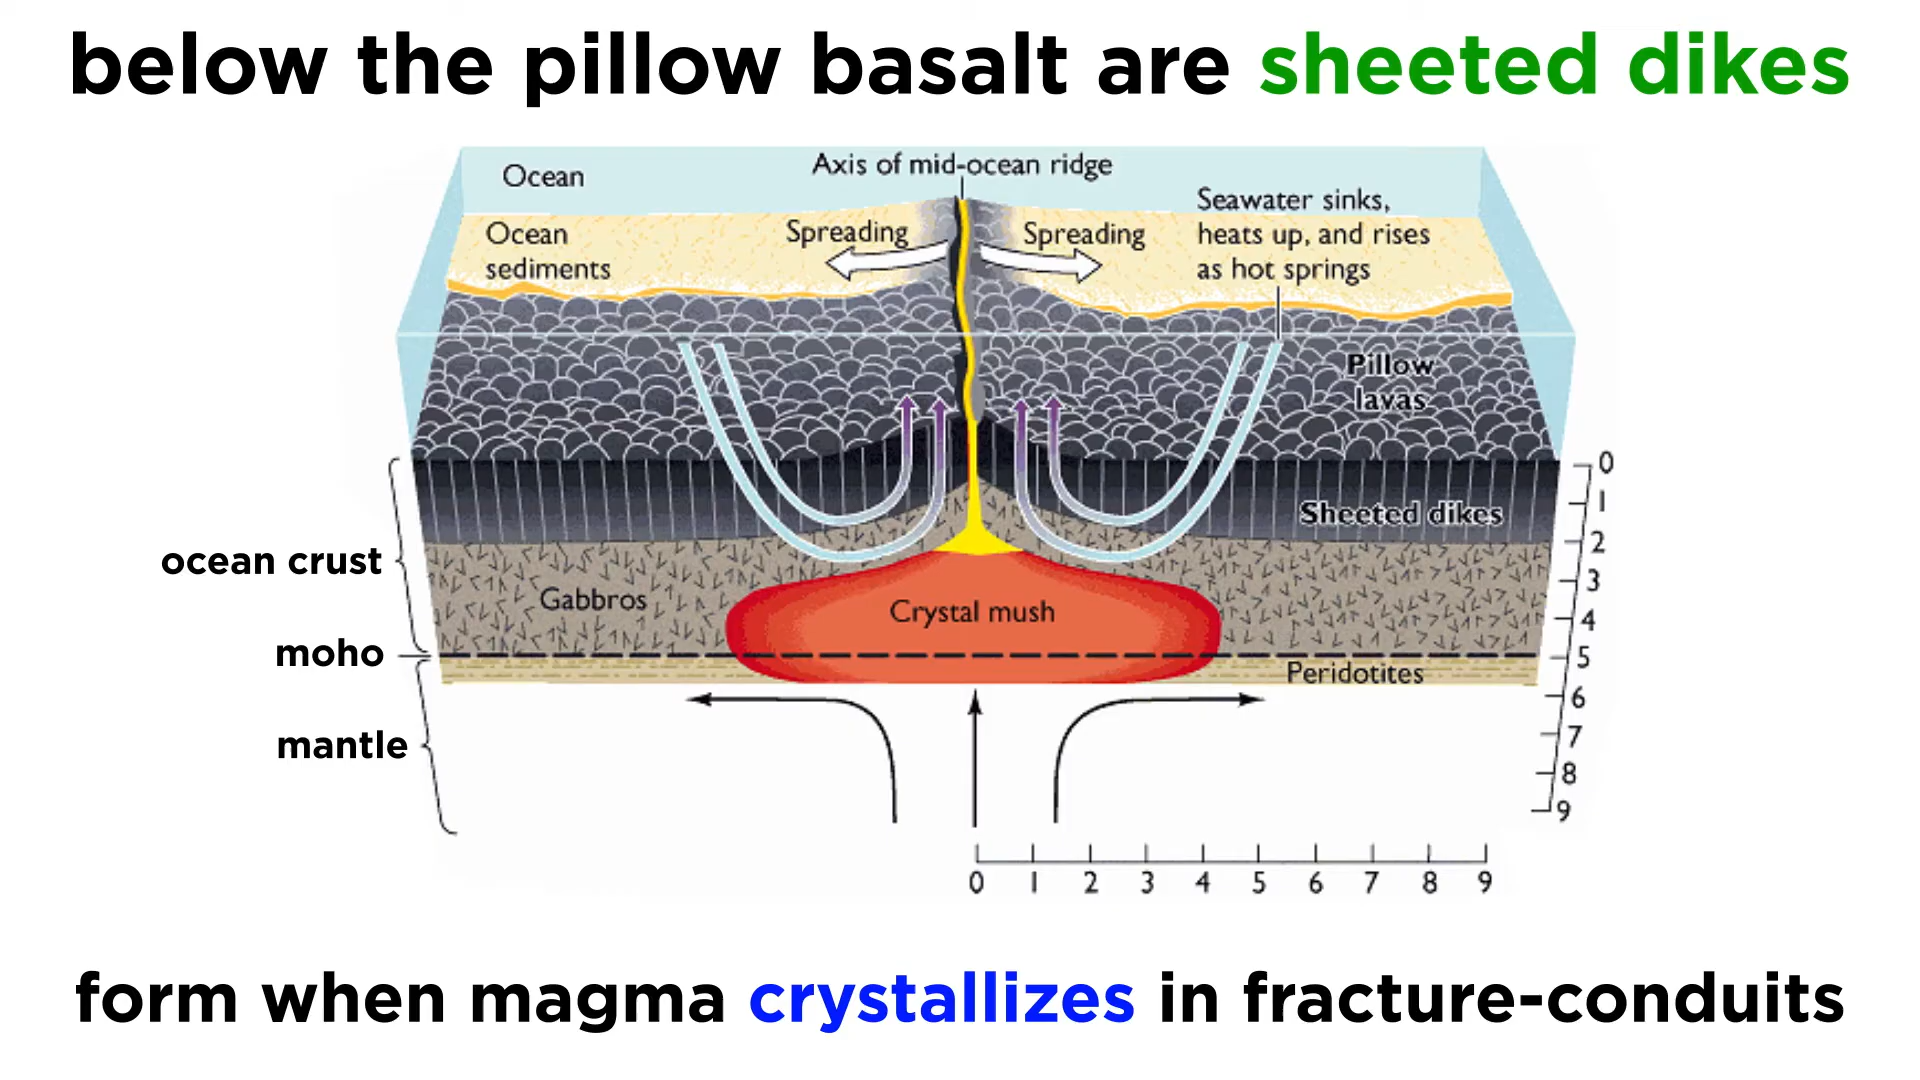 below the pillow basalt are sheeted dikes
Axis of mid-ocean ridge
Ocean
Seawater sinks,
heats up, and rises
as hot springs
Spreading
Spreading
Ocean
sediments
Pillow
lavas
0
1
Sheeted dikes
2
ocean crust
3
Gabbros
Crystal mush
4
moho
5
Peridotites
6
mantle
7
8
9
0 1 2 3 4 5 6 7 8 9
form when magma crystallizes in fracture-conduits